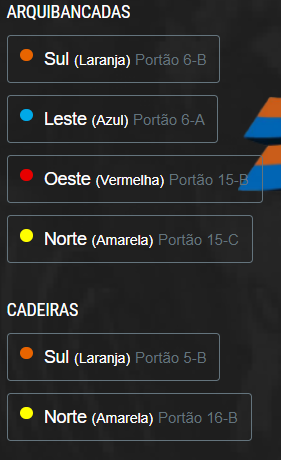 ARQUIBANCADAS
Sul (Laranja) Portão 6-B
Leste (Azul) Portão 6-A
Oeste (Vermelha) Portão 15-B
Norte (Amarela) Portão 15-C
CADEIRAS
Sul (Laranja) Portão 5-B
Norte (Amarela) Portão 16-B